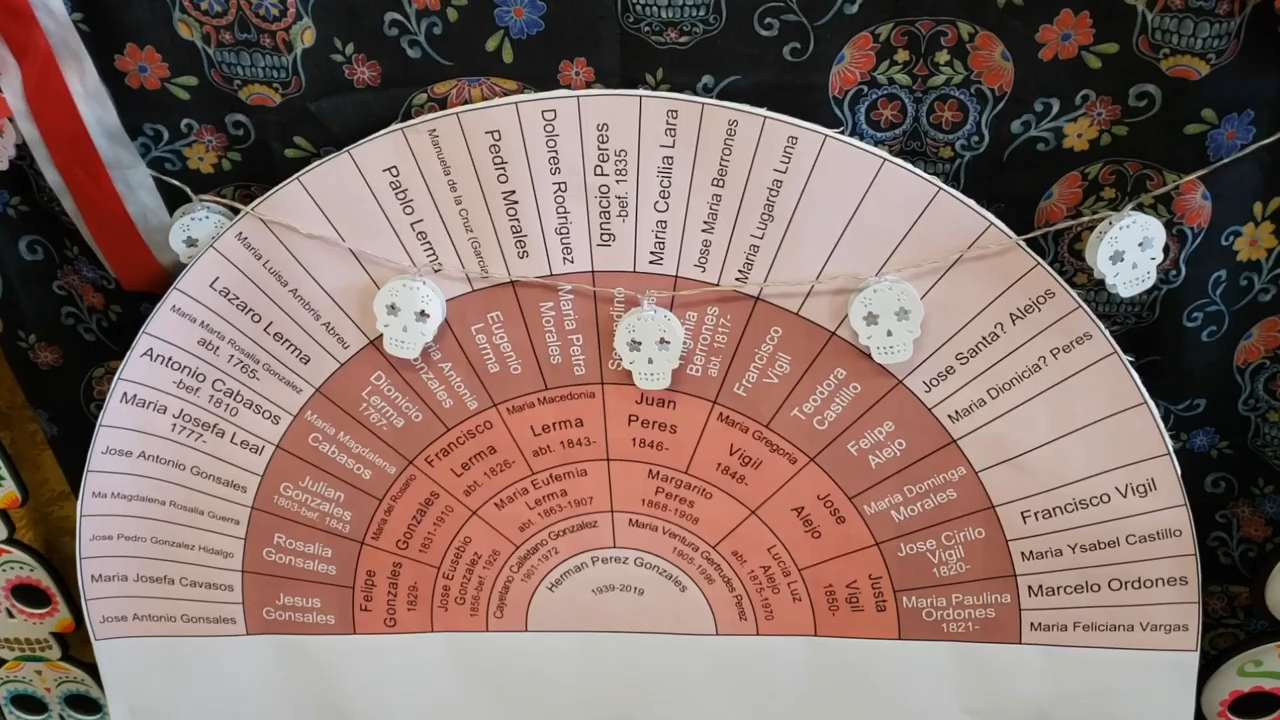 Jose Antonio Gonsales
Maria Josefa Cavasos
Jose Pedro Gonzalez Hidalgo
Ma Magdalena Rosalia Guerra
Jose Antonio Gonsales
Maria Josefa Leal
1777-
Antonio Cabasos
-bef. 1810
Maria Marta Rosalia Gonzalez
abt. 1765-
Lazaro Lerma
Maria Luisa Ambris Abreu
Pablo Lerma
Manuela de la Cruz (Garcia
Pedro Morales
Dolores Rodriguez
Ignacio Peres
-bef. 1835
Maria Cecilia Lara
Jose Maria Berrones
Maria Lugarda Luna
Jose Santa? Alejos
Maria Dionicia? Peres
Francisco Vigil
Maria Ysabel Castillo
Marcelo Ordones
Maria Feliciana Vargas
Jesus
Gonsales
Rosalia
Gonsales
Julian
Gonzales
1803-bef. 1843
Maria Magdalena
Cabasos
Dionicio
Lerma
1767-
Antonia
Gonzales
Eugenio
Lerma
Maria Petra
Morales
Berrones
abt. 1817-
Francisco
Vigil
Teodora
Castillo
Felipe
Alejo
Maria Dominga
Morales
Jose Cirilo
Vigil
1820-
Maria Paulina
Ordones
1821-
Felipe
Gonzales
1829-
Maria del Rosario
Gonzales
1831-1910
Francisco
Lerma
abt. 1826-
Maria Macedonia
Lerma
abt. 1843-
Juan
Peres
1846-
Maria Gregoria
Vigil
1848-
Jose
Alejo
Justa
Vigil
1850-
Jose Eusebio
Gonzalez
1856-bef. 1926
Maria Eufemia
Lerma
abt. 1863-1907
Margarito
Peres
1868-1908
Lucia Luz
Alejo
abt. 1875-1970
Cayetano Calletano Gonzalez
1901-1972
Maria Ventura Gertrudes Perez
1905-1996
Herman Perez Gonzales
1939-2019